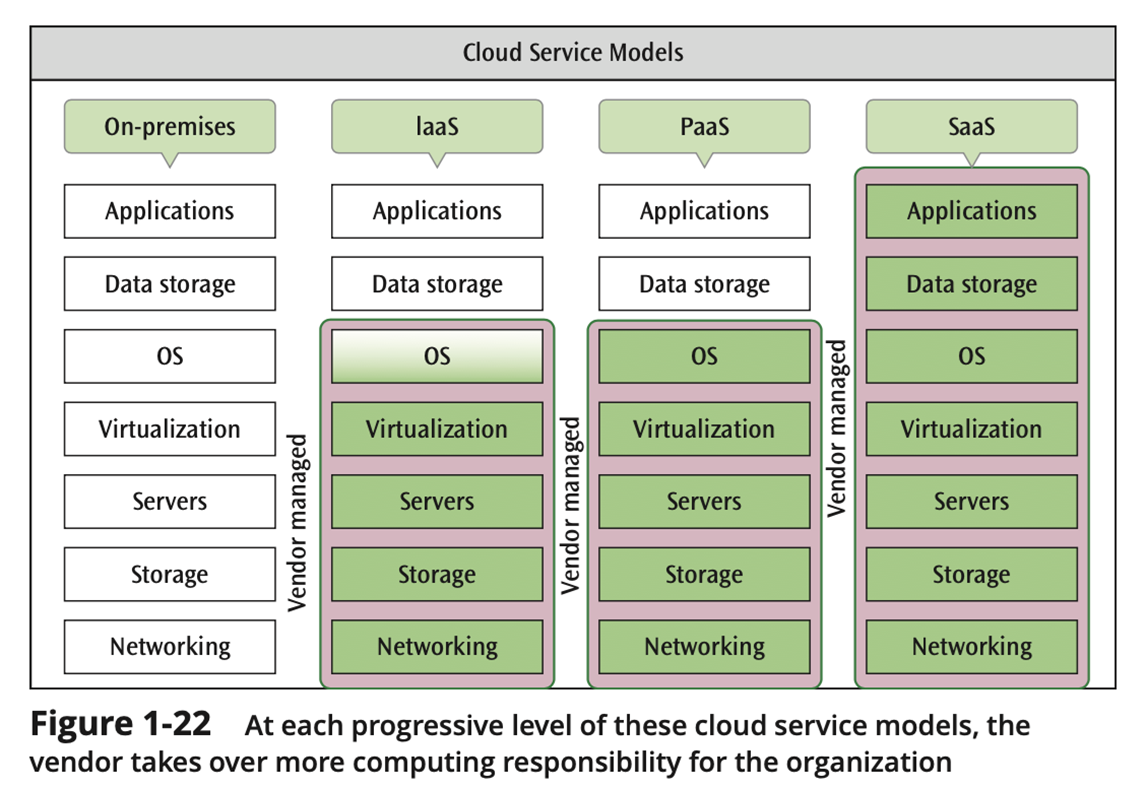 Cloud Service Models
On-premises
IaaS
PaaS
SaaS
Applications
Applications
Applications
Applications
Data storage
Data storage
Data storage
Data storage
OS
OS
OS
OS
Virtualization
Virtualization
Virtualization
Virtualization
Servers
Servers
Servers
Servers
Storage
Storage
Storage
Storage
Networking
Networking
Networking
Networking
Vendor managed
Vendor managed
Vendor managed
Figure 1-22 At each progressive level of these cloud service models, the
vendor takes over more computing responsibility for the organization